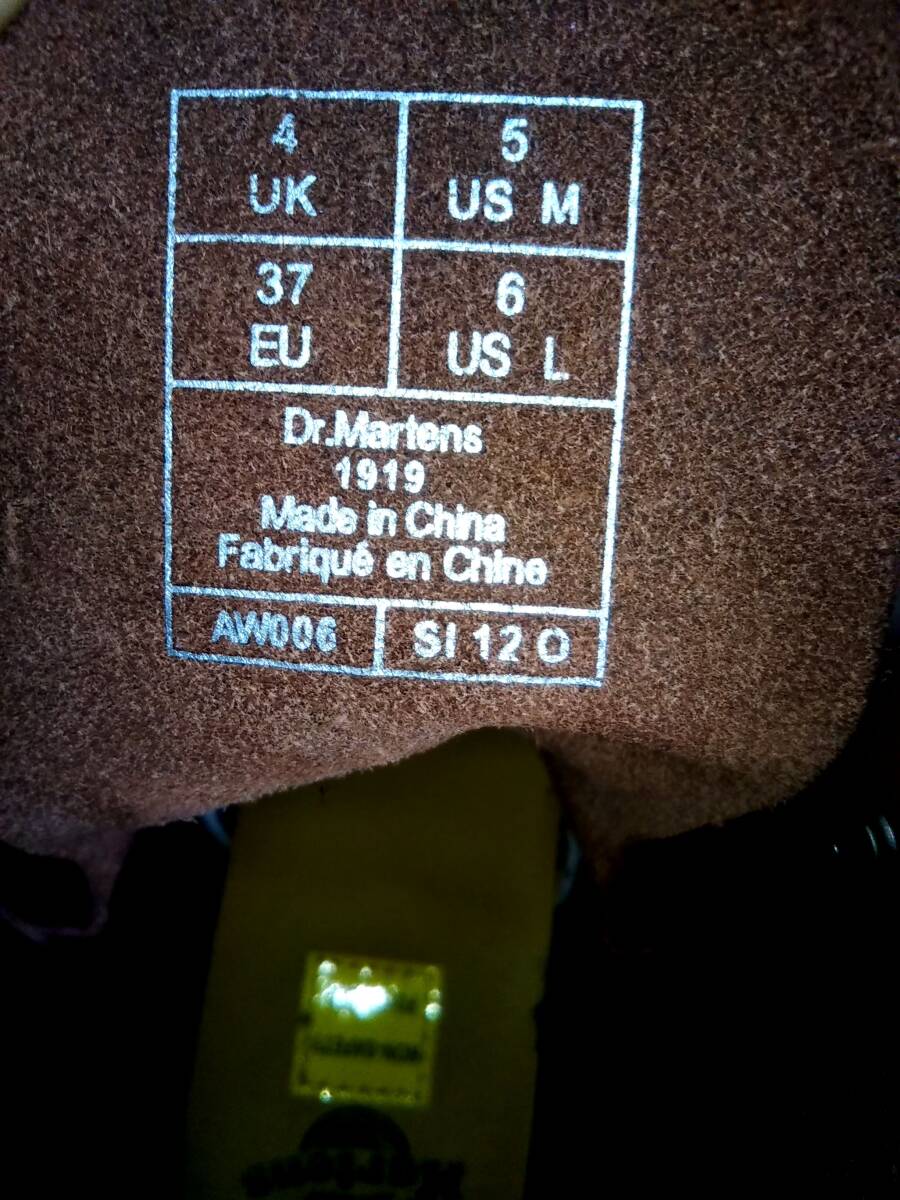 4
UK
5
US M
37
EU
6
US L
Dr.Martens
1919
Made in China
Fabriqué en Chine
AW006
SI 12 O